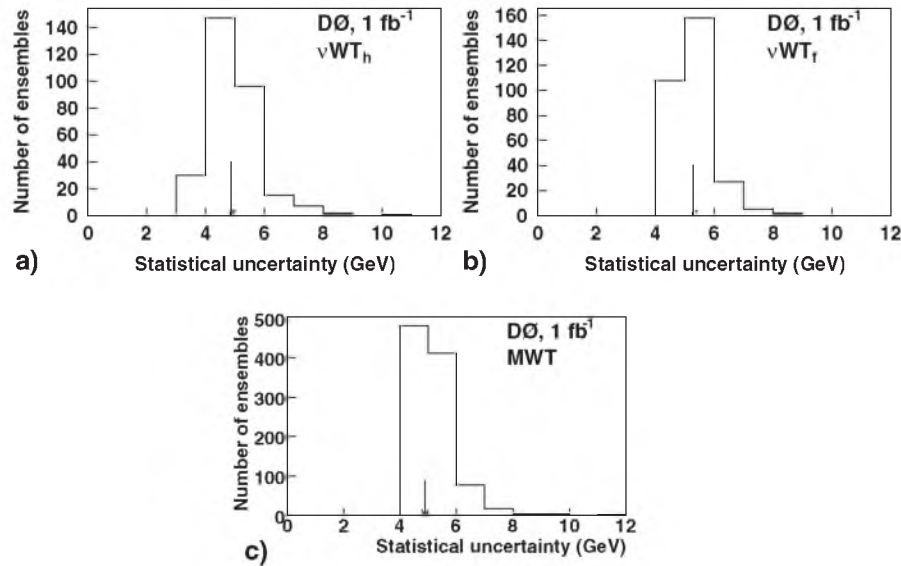 DØ, 1 fb⁻¹
νWT_h
Number of ensembles
140
120
100
80
60
40
20
0
0 2 4 6 8 10 12
Statistical uncertainty (GeV)
a)
DØ, 1 fb⁻¹
νWT_f
Number of ensembles
160
140
120
100
80
60
40
20
0
0 2 4 6 8 10 12
Statistical uncertainty (GeV)
b)
DØ, 1 fb⁻¹
MWT
Number of ensembles
500
400
300
200
100
0
0 2 4 6 8 10 12
Statistical uncertainty (GeV)
c)